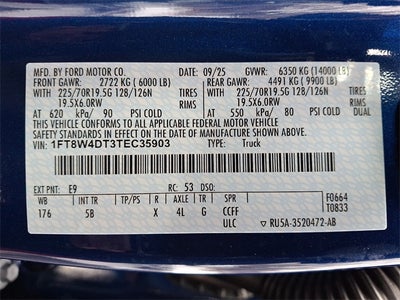 MFD. BY FORD MOTOR CO. 09/25 GVWR: 6350 KG (14000 LB)
FRONT GAWR: 2722 KG (6000 LB) REAR GAWR: 4491 KG (9900 LB)
WITH 225/70R19.5G 128/126N TIRES WITH 225/70R19.5G 128/126N TIRES
19.5X6.0RW RIMS 19.5X6.0RW RIMS
AT 620 kPa/ 90 PSI COLD AT 550 kPa/ 80 PSI COLD DUAL
THIS VEHICLE CONFORMS TO ALL APPLICABLE FEDERAL MOTOR VEHICLE SAFETY STANDARDS IN EFFECT ON THE DATE OF MANUFACTURE SHOWN ABOVE.
VIN: 1FT8W4DT3TEC35903 TYPE: Truck
EXT PNT: E9 RC: 53 DSO: F0664
WB INT TR TP/PS R AXLE TR SPR T0833
176 5B X 4L G CCFF
ULC RU5A-3520472-AB